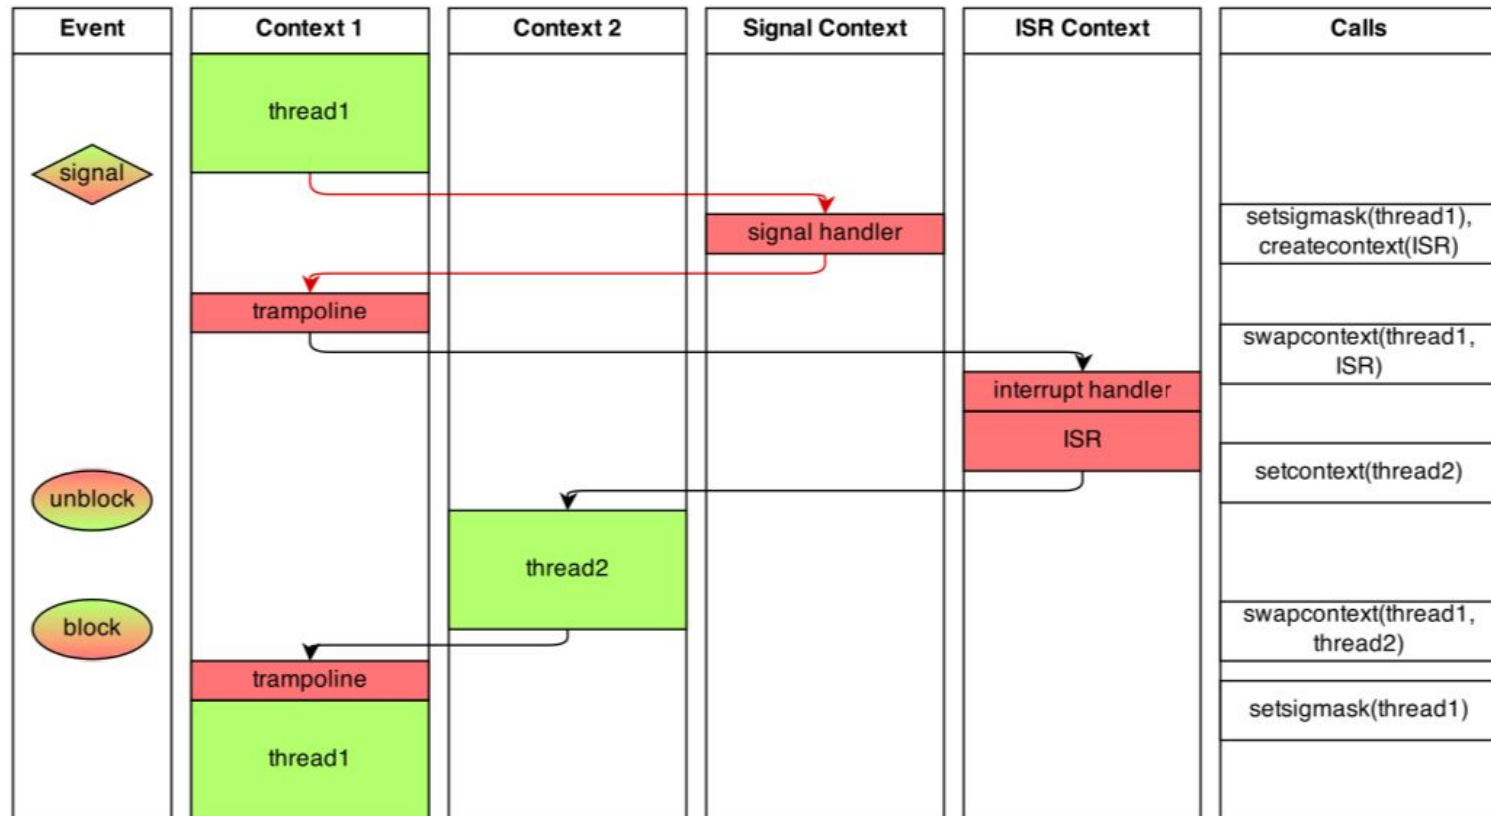 Event
Context 1
Context 2
Signal Context
ISR Context
Calls
thread1
signal
signal handler
setsigmask(thread1),
createcontext(ISR)
trampoline
swapcontext(thread1,
ISR)
interrupt handler
ISR
setcontext(thread2)
unblock
thread2
block
swapcontext(thread1,
thread2)
trampoline
setsigmask(thread1)
thread1